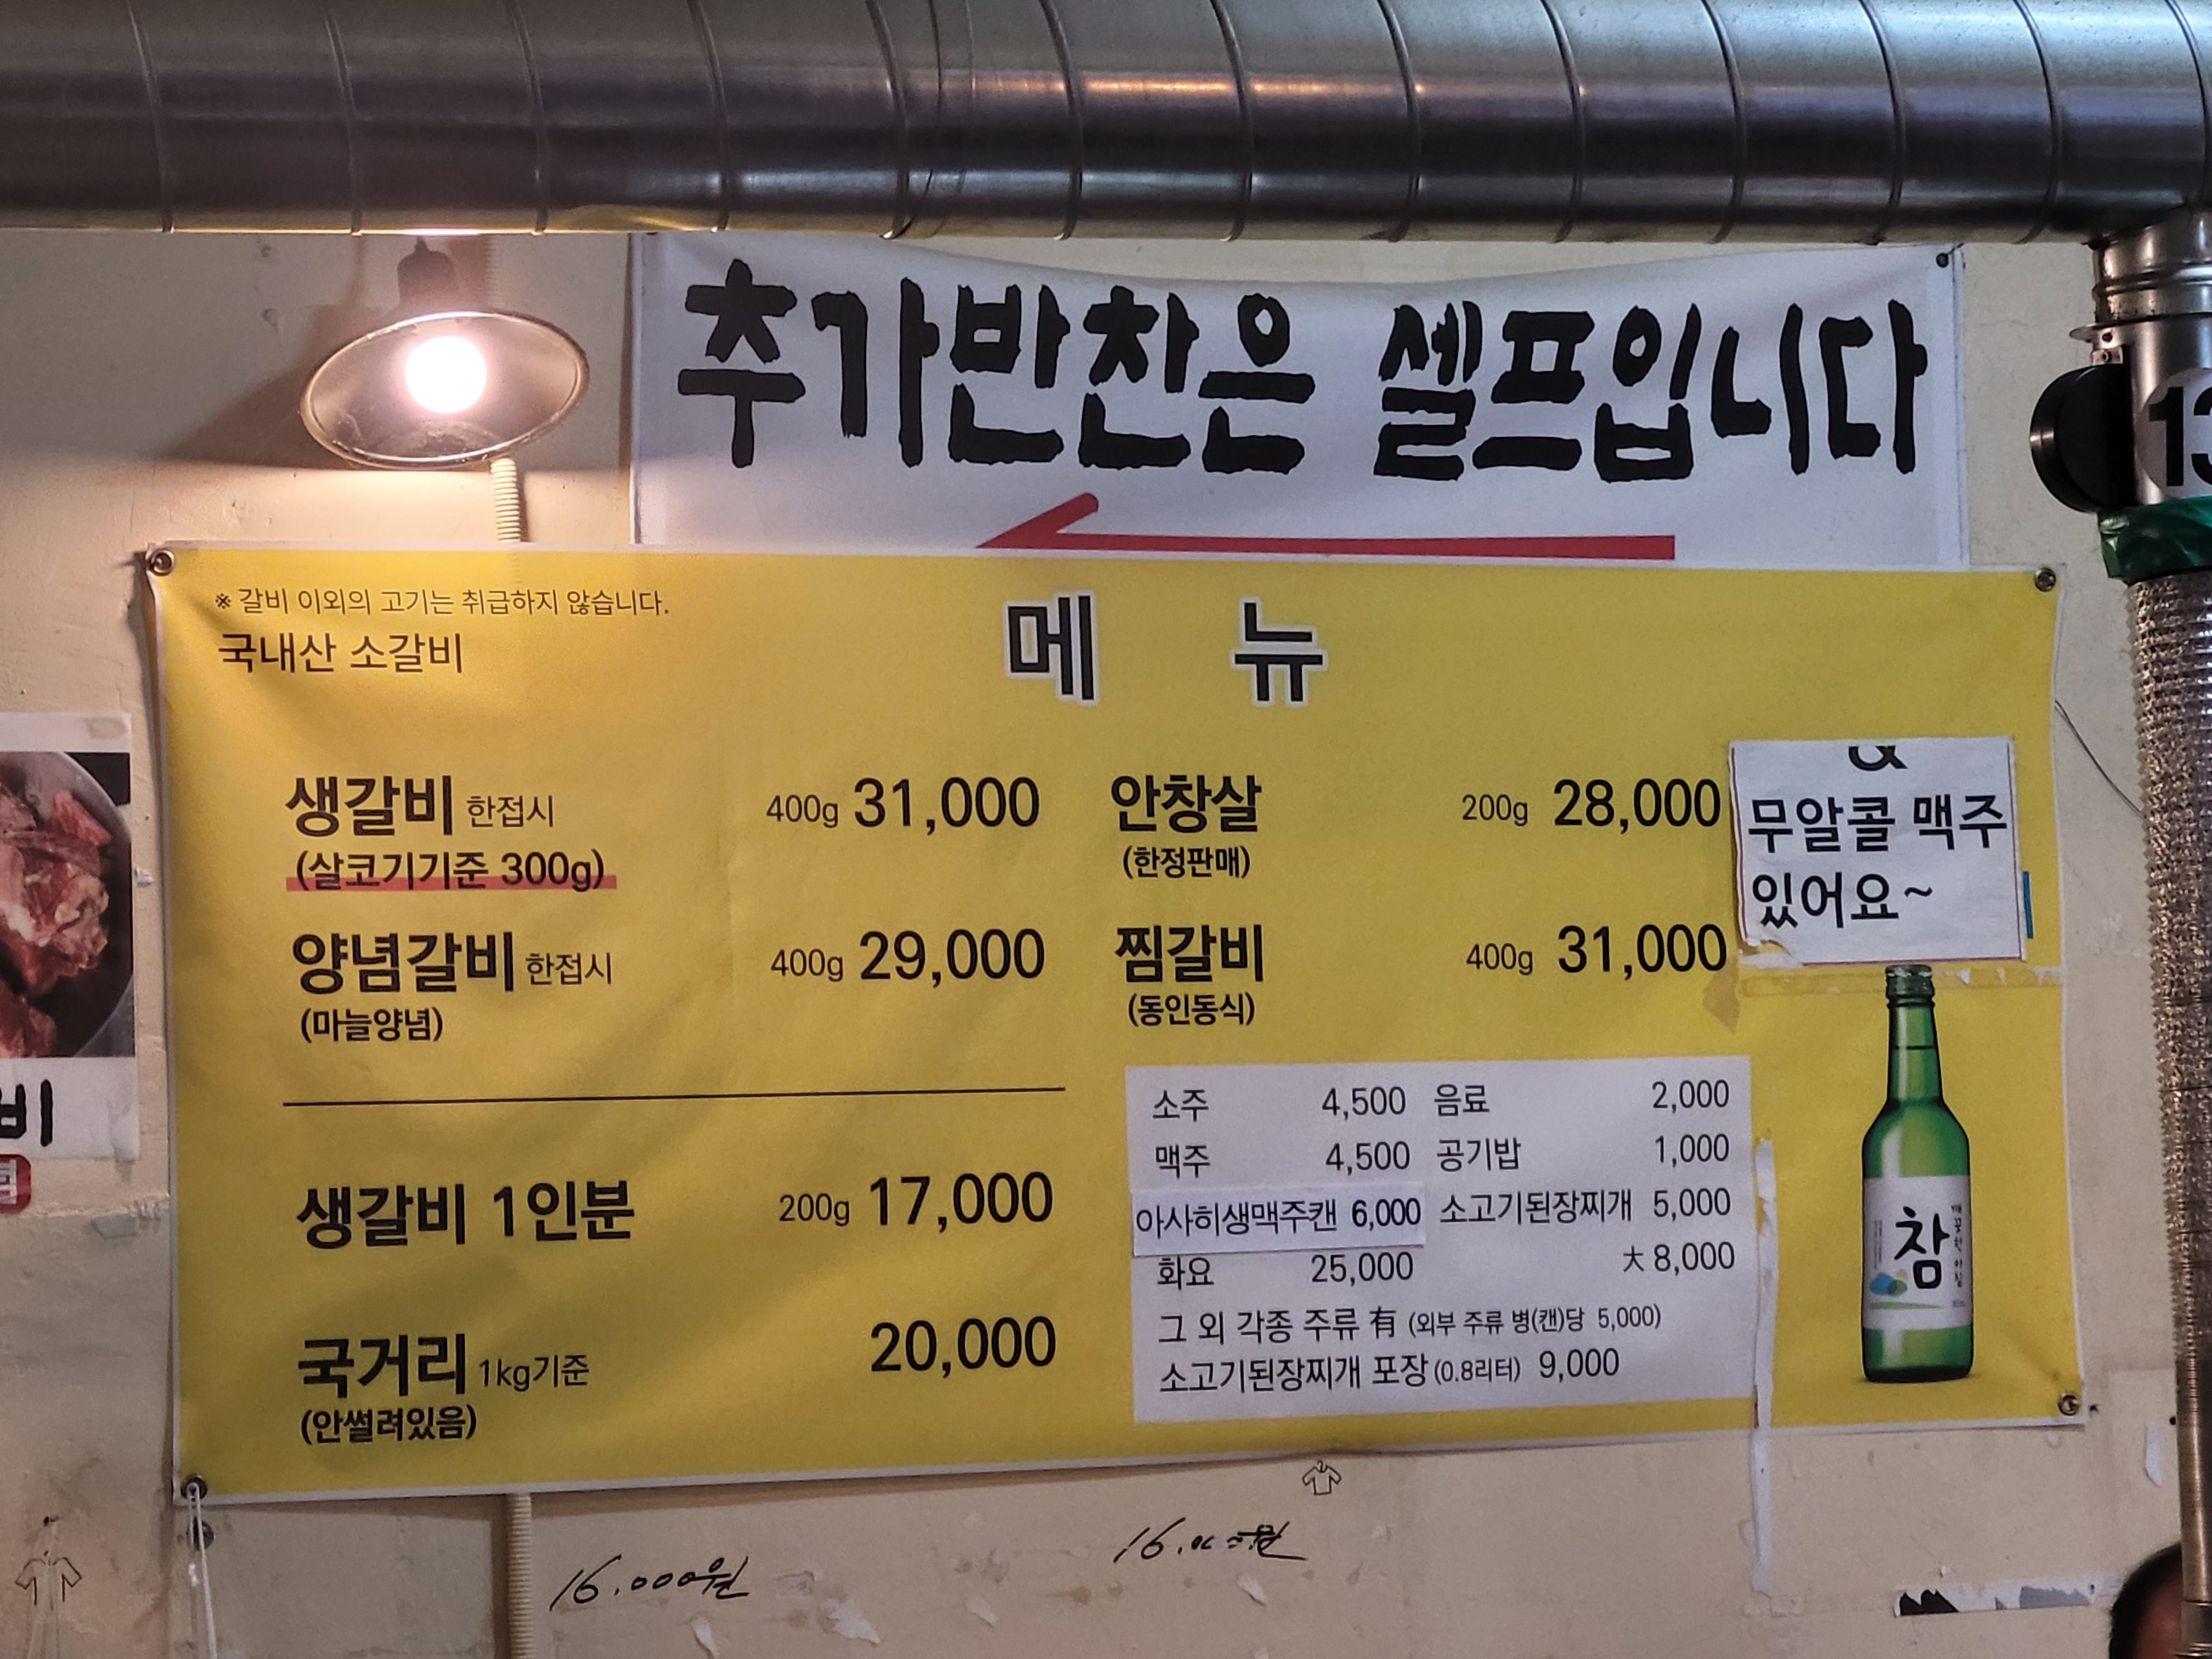 추가반찬은 셀프입니다
13
※ 갈비 이외의 고기는 취급하지 않습니다.
국내산 소갈비
메 뉴
생갈비 한접시 400g 31,000
(살코기기준 300g)
양념갈비 한접시 400g 29,000
(마늘양념)
생갈비 1인분 200g 17,000
국거리 1kg기준 20,000
(안썰려있음)
안창살 200g 28,000
(한정판매)
찜갈비 400g 31,000
(동인동식)
&
무알콜 맥주
있어요~
소주 4,500 음료 2,000
맥주 4,500 공기밥 1,000
아사히생맥주캔 6,000 소고기된장찌개 5,000
화요 25,000 大 8,000
그 외 각종 주류 有 (외부 주류 병(캔)당 5,000)
소고기된장찌개 포장 (0.8리터) 9,000
참
비
16.000원
16.000원